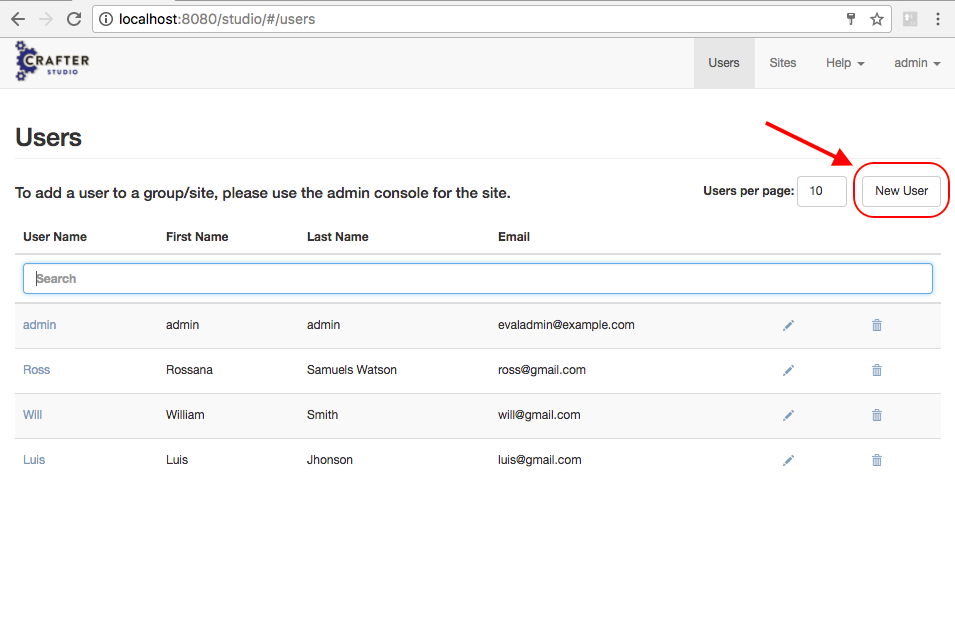 localhost:8080/studio/#/users
CRAFTER
STUDIO
Users Sites Help admin
Users
To add a user to a group/site, please use the admin console for the site.
Users per page: 10 New User
User Name First Name Last Name Email
Search
admin admin admin evaladmin@example.com
Ross Rossana Samuels Watson ross@gmail.com
Will William Smith will@gmail.com
Luis Luis Jhonson luis@gmail.com